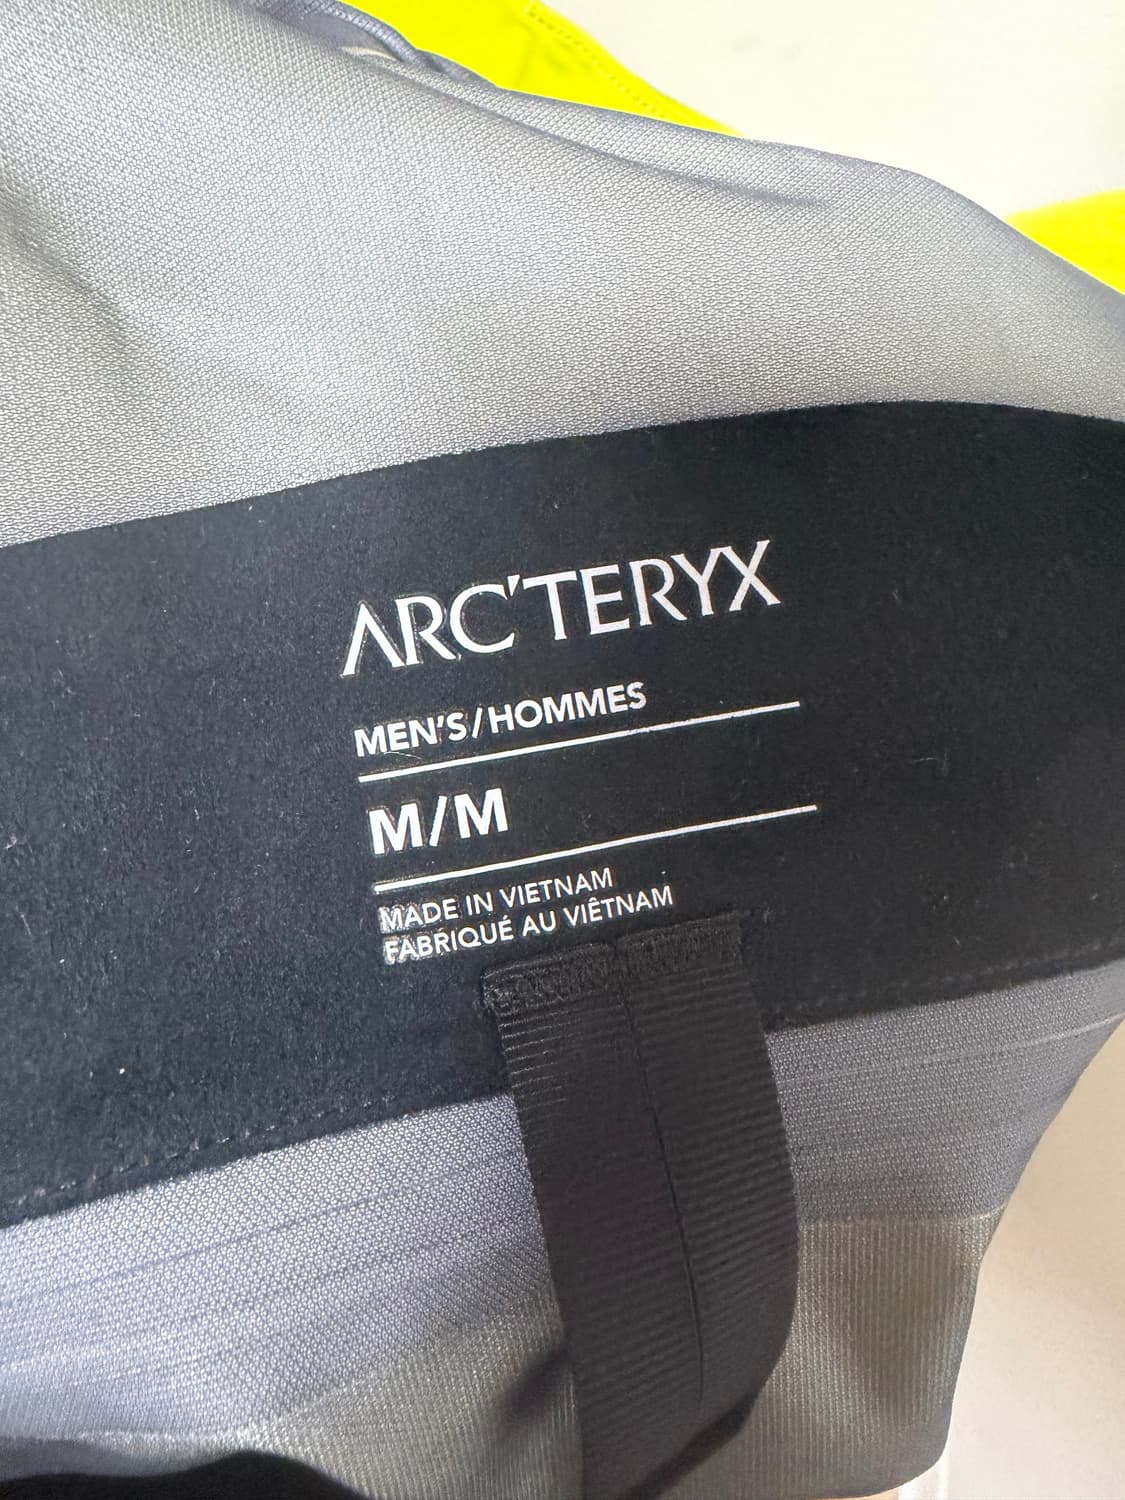 ARC'TERYX
MEN'S/HOMMES
M/M
MADE IN VIETNAM
FABRIQUÉ AU VIÊTNAM